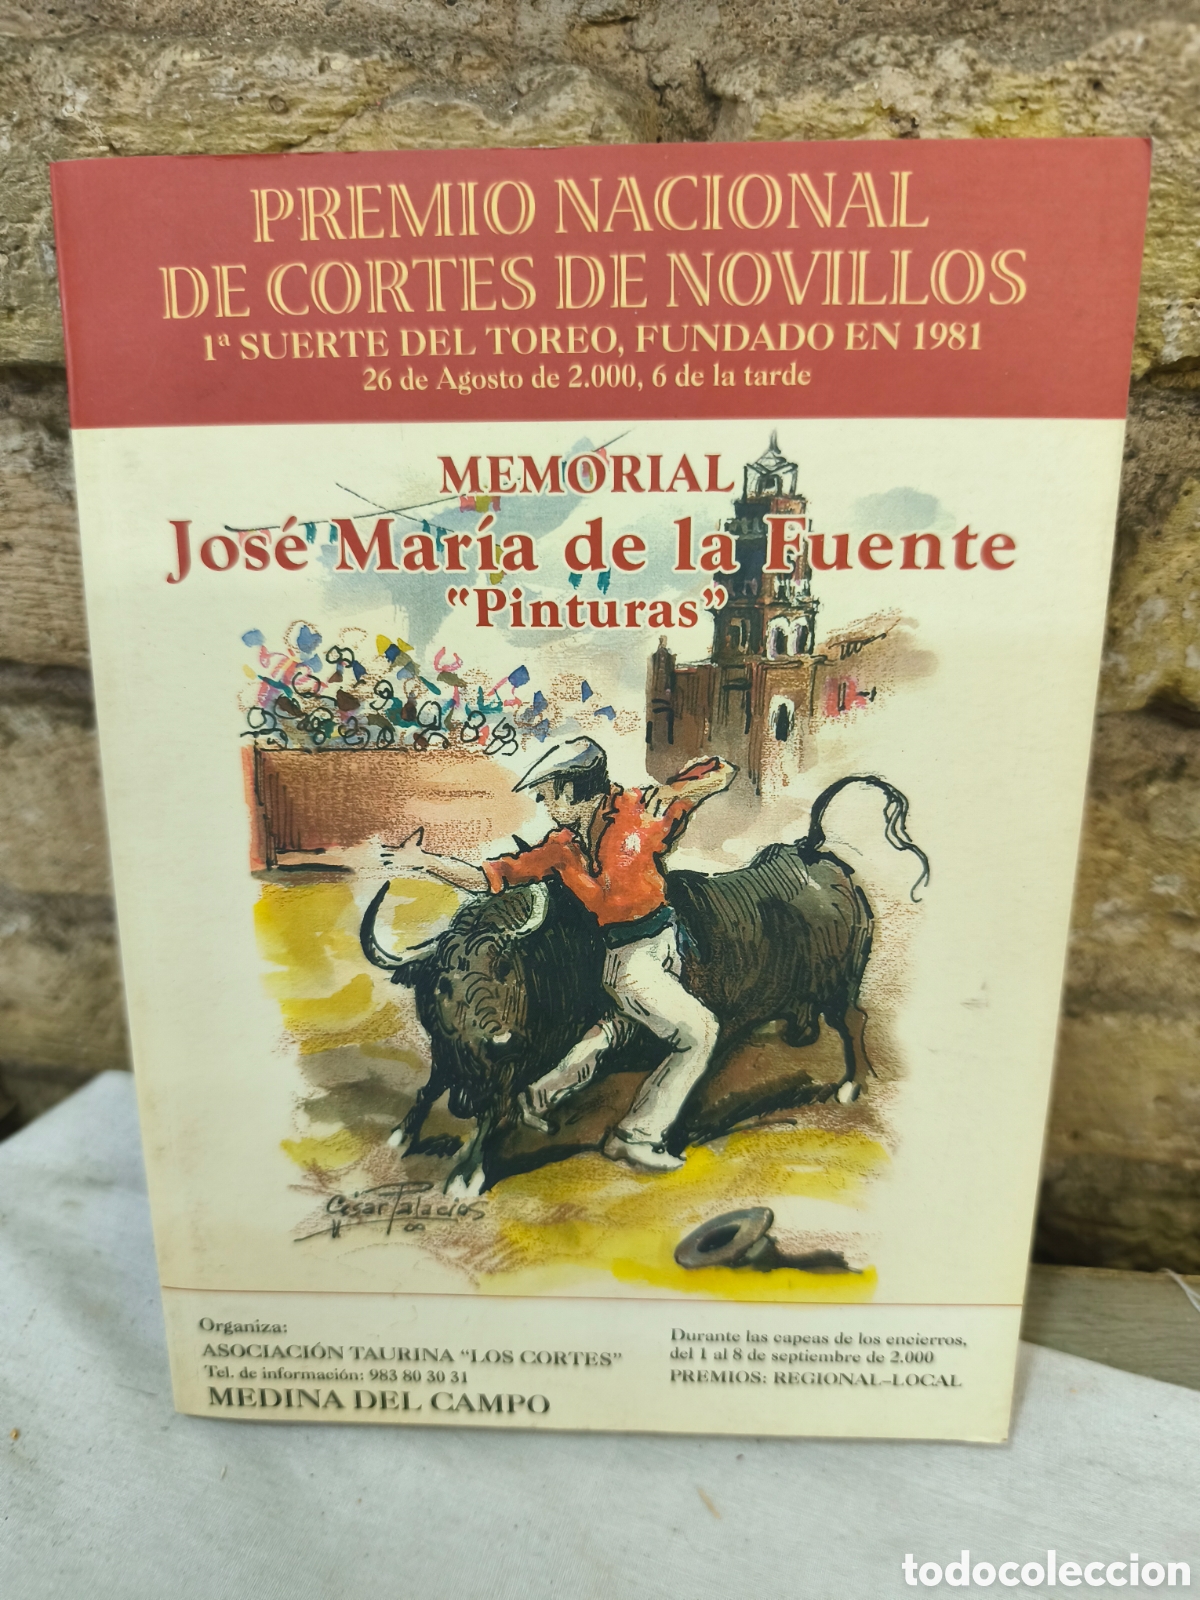 PREMIO NACIONAL
DE CORTES DE NOVILLOS
1ª SUERTE DEL TOREO, FUNDADO EN 1981
26 de Agosto de 2.000, 6 de la tarde
MEMORIAL
José María de la Fuente
“Pinturas”
César Palacios
00
Organiza:
ASOCIACIÓN TAURINA “LOS CORTES”
Tel. de información: 983 80 30 31
MEDINA DEL CAMPO
Durante las capeas de los encierros,
del 1 al 8 de septiembre de 2.000
PREMIOS: REGIONAL-LOCAL
todocoleccion